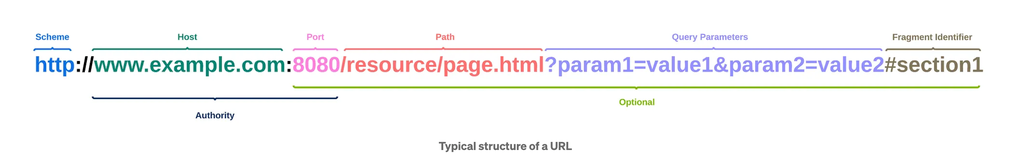 Scheme Host Port Path Query Parameters Fragment Identifier
http://www.example.com:8080/resource/page.html?param1=value1&param2=value2#section1
Optional
Authority
Typical structure of a URL